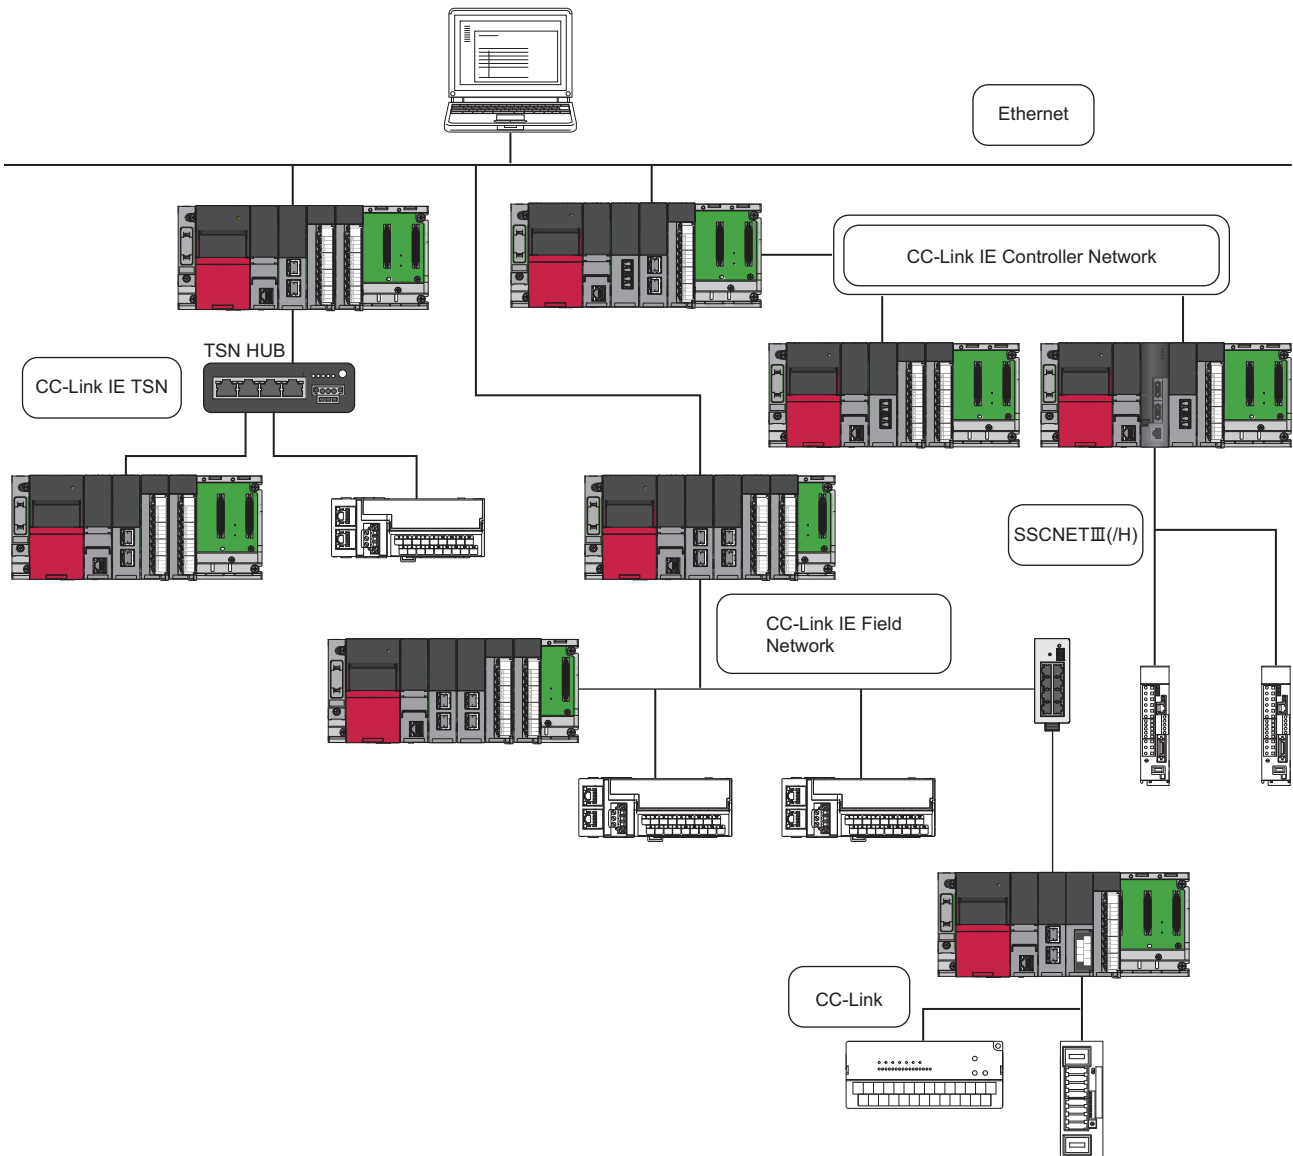 Ethernet
CC-Link IE Controller Network
TSN HUB
CC-Link IE TSN
SSCNETⅢ(/H)
CC-Link IE Field
Network
CC-Link